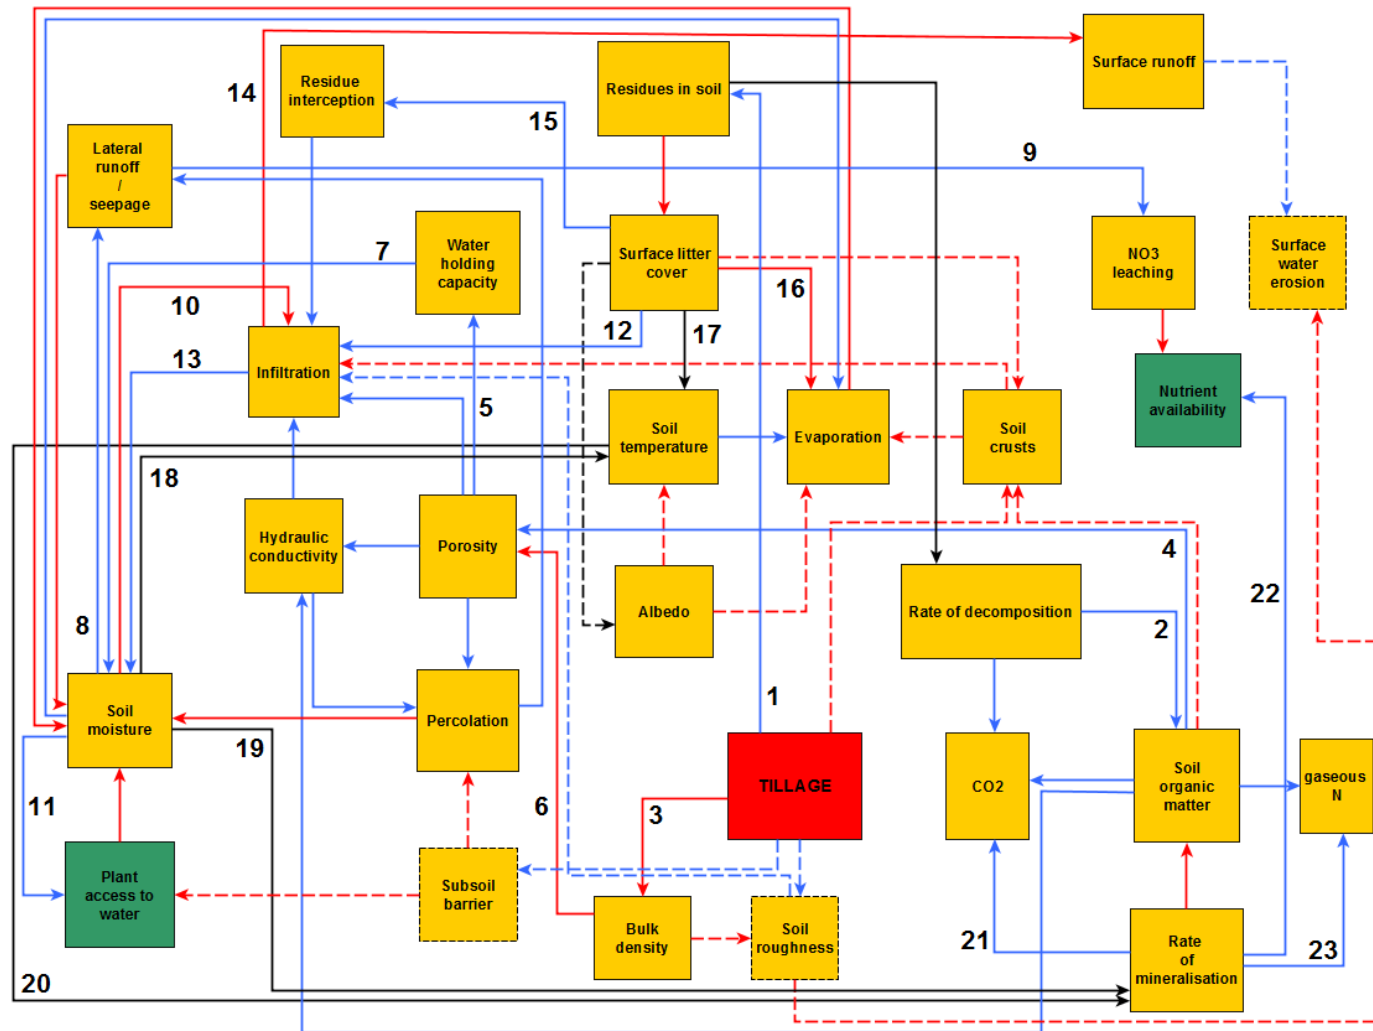 14
Residue
interception
Residues in soil
Surface runoff
15
Lateral
runoff
/
seepage
9
7
Water
holding
capacity
Surface litter
cover
NO3
leaching
Surface
water
erosion
16
10
12
17
13
Infiltration
5
Soil
temperature
Evaporation
Soil
crusts
Nutrient
availability
18
Hydraulic
conductivity
Porosity
4
Albedo
Rate of decomposition
22
8
2
Soil
moisture
Percolation
1
19
TILLAGE
CO2
Soil
organic
matter
gaseous
N
11
6
3
Plant
access to
water
Subsoil
barrier
Bulk
density
Soil
roughness
21
Rate
of
mineralisation
23
20